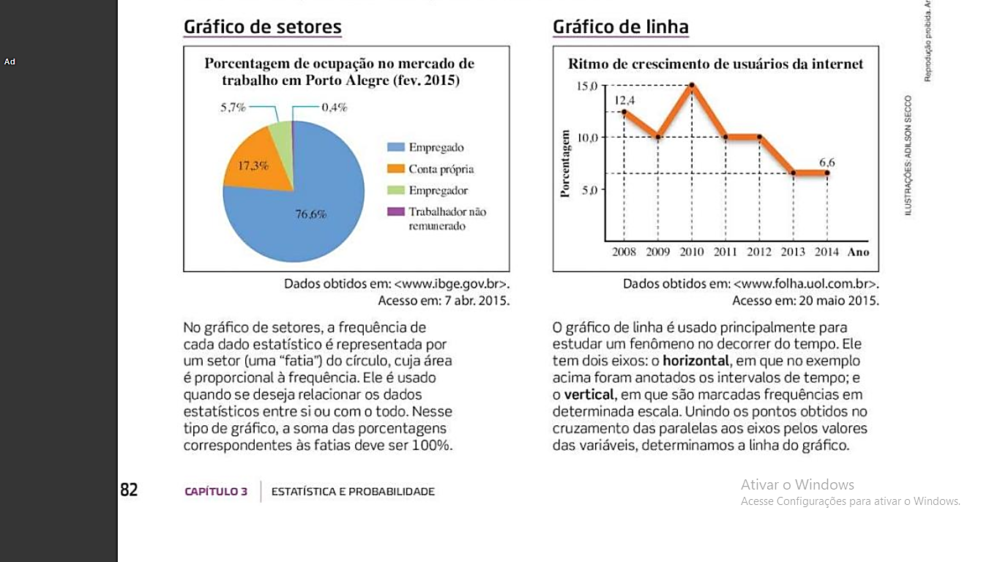 Ad
Gráfico de setores
Porcentagem de ocupação no mercado de
trabalho em Porto Alegre (fev. 2015)
5,7%
0,4%
17,3%
76,6%
Empregado
Conta própria
Empregador
Trabalhador não
remunerado
Dados obtidos em: <www.ibge.gov.br>.
Acesso em: 7 abr. 2015.
No gráfico de setores, a frequência de
cada dado estatístico é representada por
um setor (uma “fatia”) do círculo, cuja área
é proporcional à frequência. Ele é usado
quando se deseja relacionar os dados
estatísticos entre si ou com o todo. Nesse
tipo de gráfico, a soma das porcentagens
correspondentes às fatias deve ser 100%.
Gráfico de linha
Ritmo de crescimento de usuários da internet
Porcentagem
15,0
12,4
10,0
6,6
5,0
2008 2009 2010 2011 2012 2013 2014 Ano
Dados obtidos em: <www.folha.uol.com.br>.
Acesso em: 20 maio 2015.
O gráfico de linha é usado principalmente para
estudar um fenômeno no decorrer do tempo. Ele
tem dois eixos: o horizontal, em que no exemplo
acima foram anotados os intervalos de tempo; e
o vertical, em que são marcadas frequências em
determinada escala. Unindo os pontos obtidos no
cruzamento das paralelas aos eixos pelos valores
das variáveis, determinamos a linha do gráfico.
Reprodução proibida.
ILUSTRAÇÕES: ADILSON SECCO
82 CAPÍTULO 3 ESTATÍSTICA E PROBABILIDADE
Ativar o Windows
Acesse Configurações para ativar o Windows.